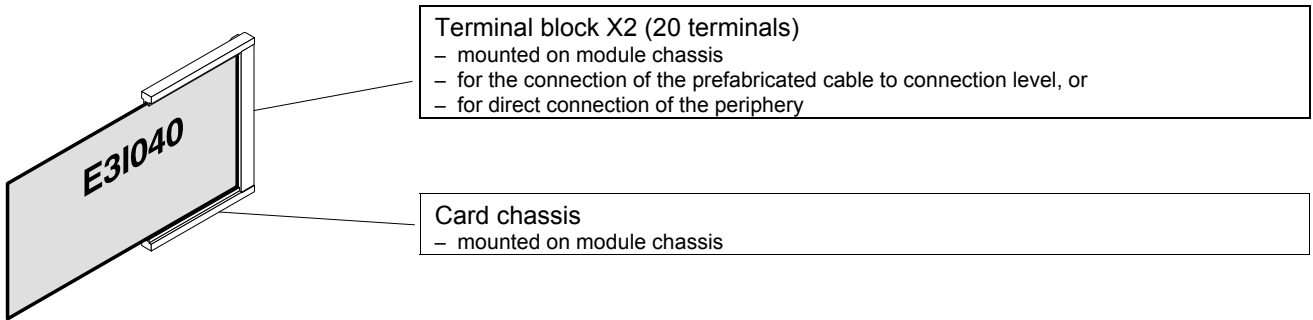 Terminal block X2 (20 terminals)
– mounted on module chassis
– for the connection of the prefabricated cable to connection level, or
– for direct connection of the periphery
E3I040
Card chassis
– mounted on module chassis